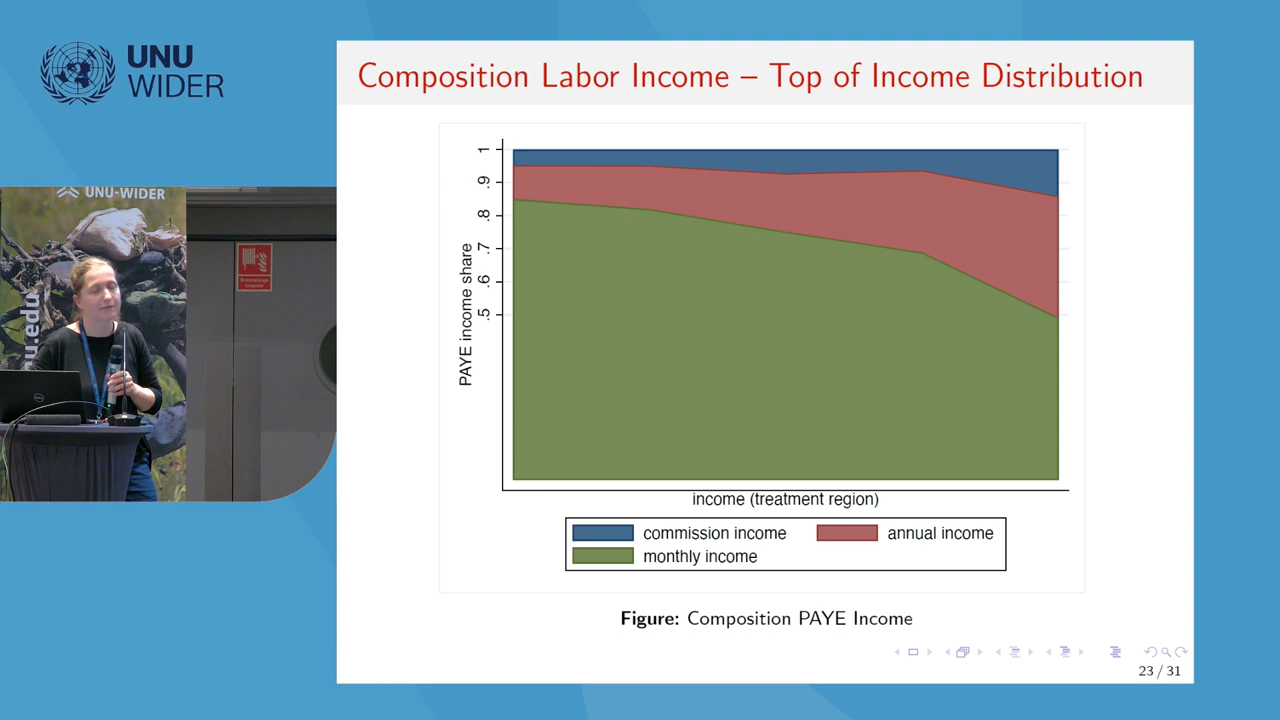 UNU
WIDER
UNU-WIDER
u.edu
Composition Labor Income – Top of Income Distribution
PAYE income share
1
.9
.8
.7
.6
.5
income (treatment region)
commission income
annual income
monthly income
Figure: Composition PAYE Income
23 / 31